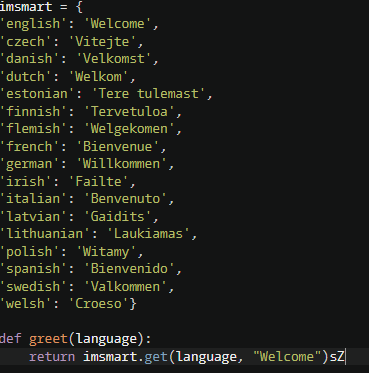 imsmart = {
'english': 'Welcome',
'czech': 'Vitejte',
'danish': 'Velkomst',
'dutch': 'Welkom',
'estonian': 'Tere tulemast',
'finnish': 'Tervetuloa',
'flemish': 'Welgekomen',
'french': 'Bienvenue',
'german': 'Willkommen',
'irish': 'Failte',
'italian': 'Benvenuto',
'latvian': 'Gaidits',
'lithuanian': 'Laukiamas',
'polish': 'Witamy',
'spanish': 'Bienvenido',
'swedish': 'Valkommen',
'welsh': 'Croeso'}
def greet(language):
    return imsmart.get(language, "Welcome")sZ